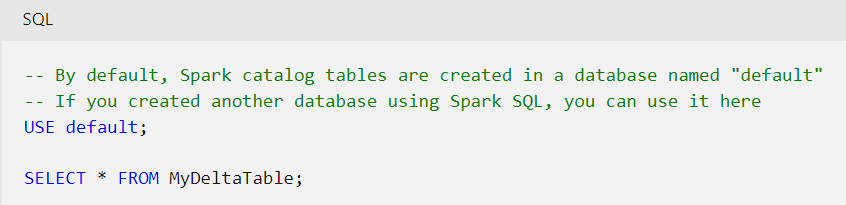 SQL
-- By default, Spark catalog tables are created in a database named "default"
-- If you created another database using Spark SQL, you can use it here
USE default;
SELECT * FROM MyDeltaTable;